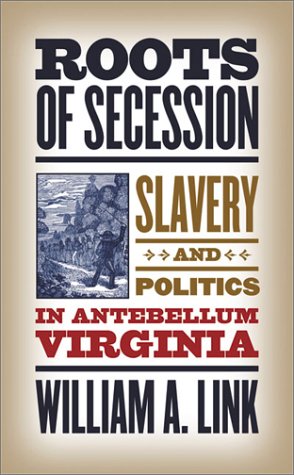 ROOTS
OF SECESSION
SLAVERY
AND
POLITICS
IN ANTEBELLUM
VIRGINIA
WILLIAM A. LINK